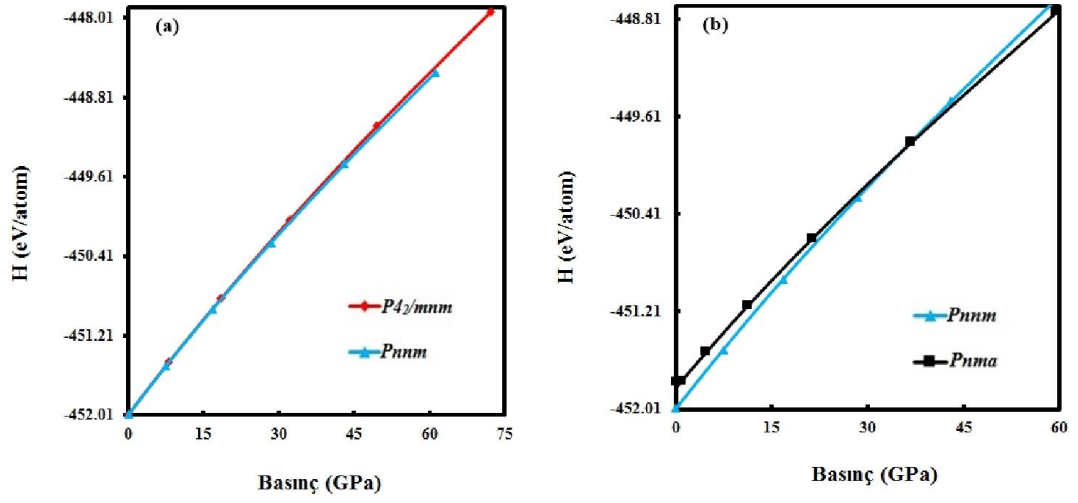 (a)
H (eV/atom)
-448.01
-448.81
-449.61
-450.41
-451.21
-452.01
0 15 30 45 60 75
Basınç (GPa)
P4₂/mnm
Pnnm
(b)
H (eV/atom)
-448.81
-449.61
-450.41
-451.21
-452.01
0 15 30 45 60
Basınç (GPa)
Pnnm
Pnma